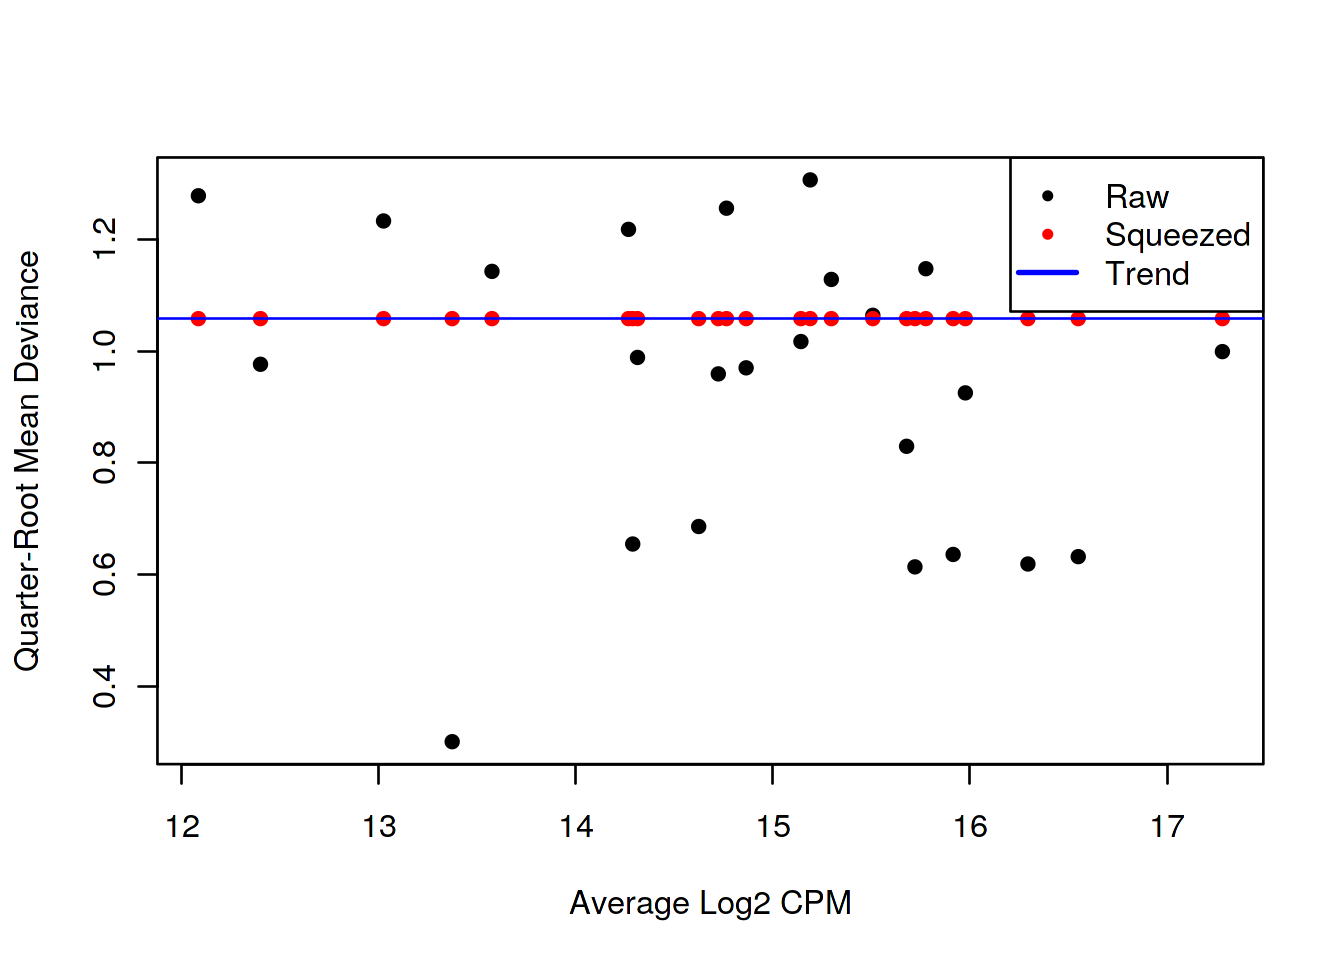 Raw
Squeezed
Trend
Quarter-Root Mean Deviance
1.2
1.0
0.8
0.6
0.4
12 13 14 15 16 17
Average Log2 CPM